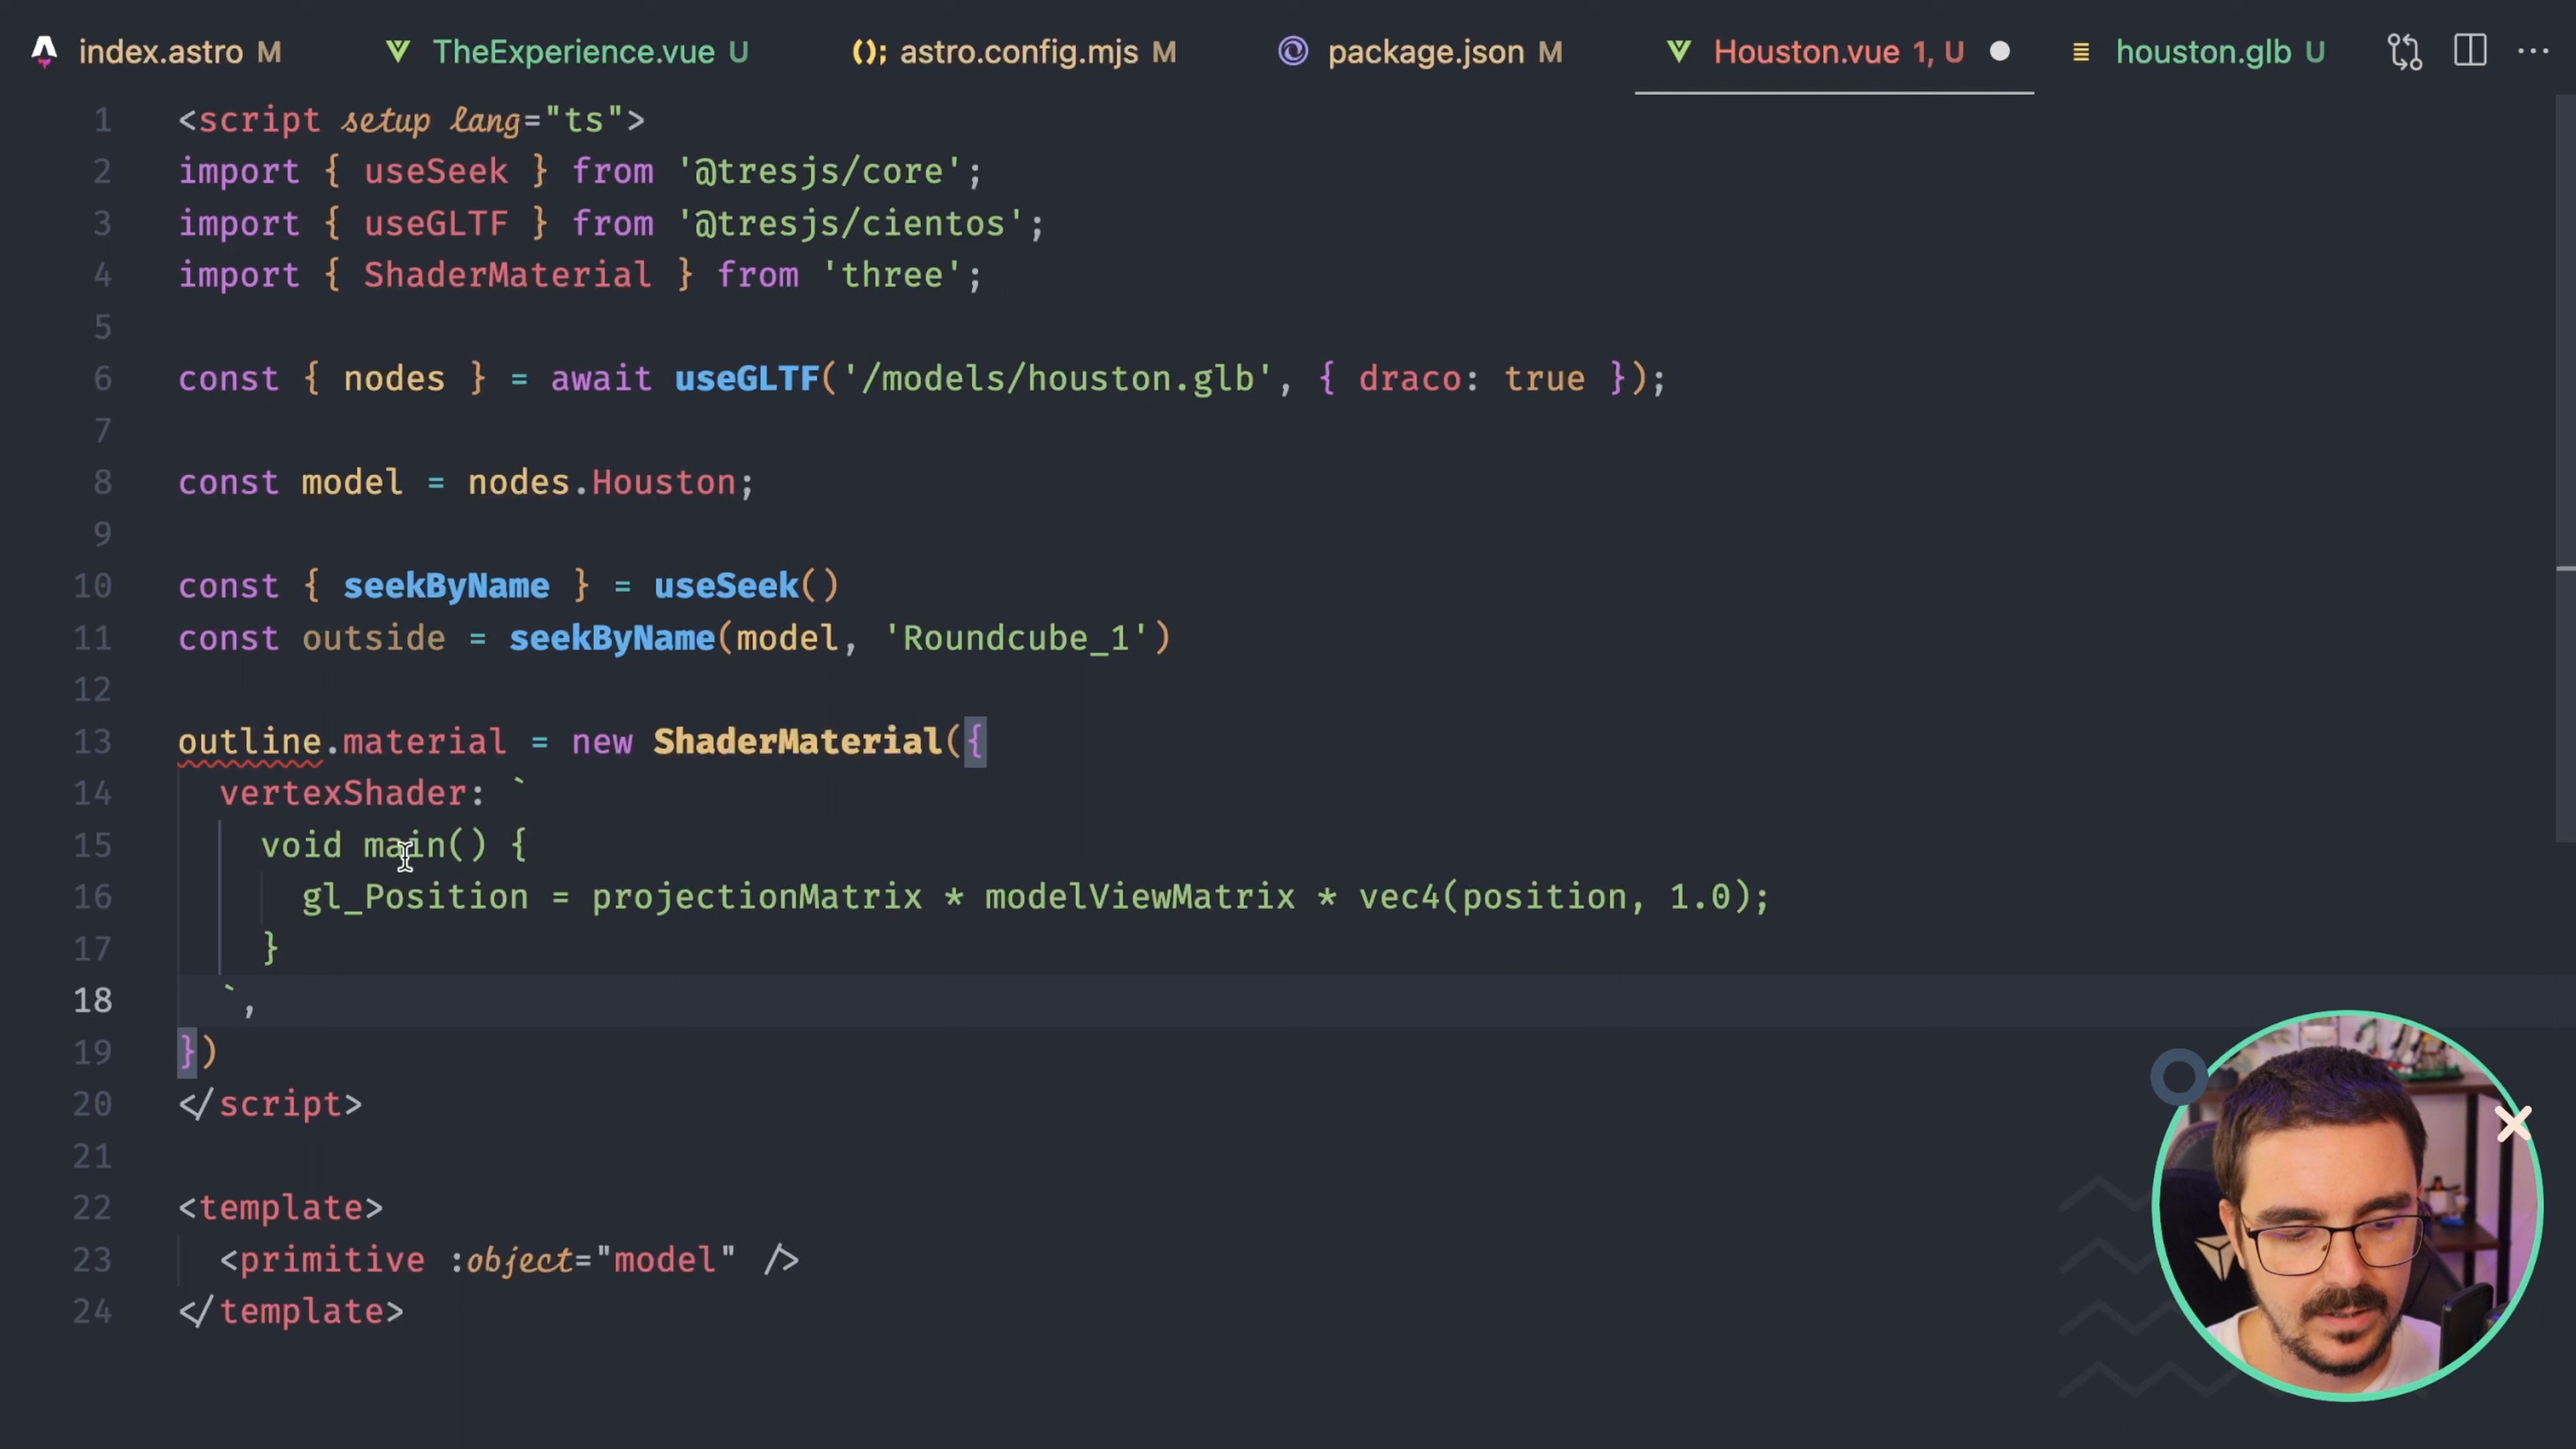 index.astro M TheExperience.vue U astro.config.mjs M package.json M Houston.vue 1, U houston.glb U
1 <script setup lang="ts">
2 import { useSeek } from '@tresjs/core';
3 import { useGLTF } from '@tresjs/cientos';
4 import { ShaderMaterial } from 'three';
5
6 const { nodes } = await useGLTF('/models/houston.glb', { draco: true });
7
8 const model = nodes.Houston;
9
10 const { seekByName } = useSeek()
11 const outside = seekByName(model, 'Roundcube_1')
12
13 outline.material = new ShaderMaterial({
14 vertexShader: `
15 void main() {
16 gl_Position = projectionMatrix * modelViewMatrix * vec4(position, 1.0);
17 }
18 `,
19 })
20 </script>
21
22 <template>
23 <primitive :object="model" />
24 </template>